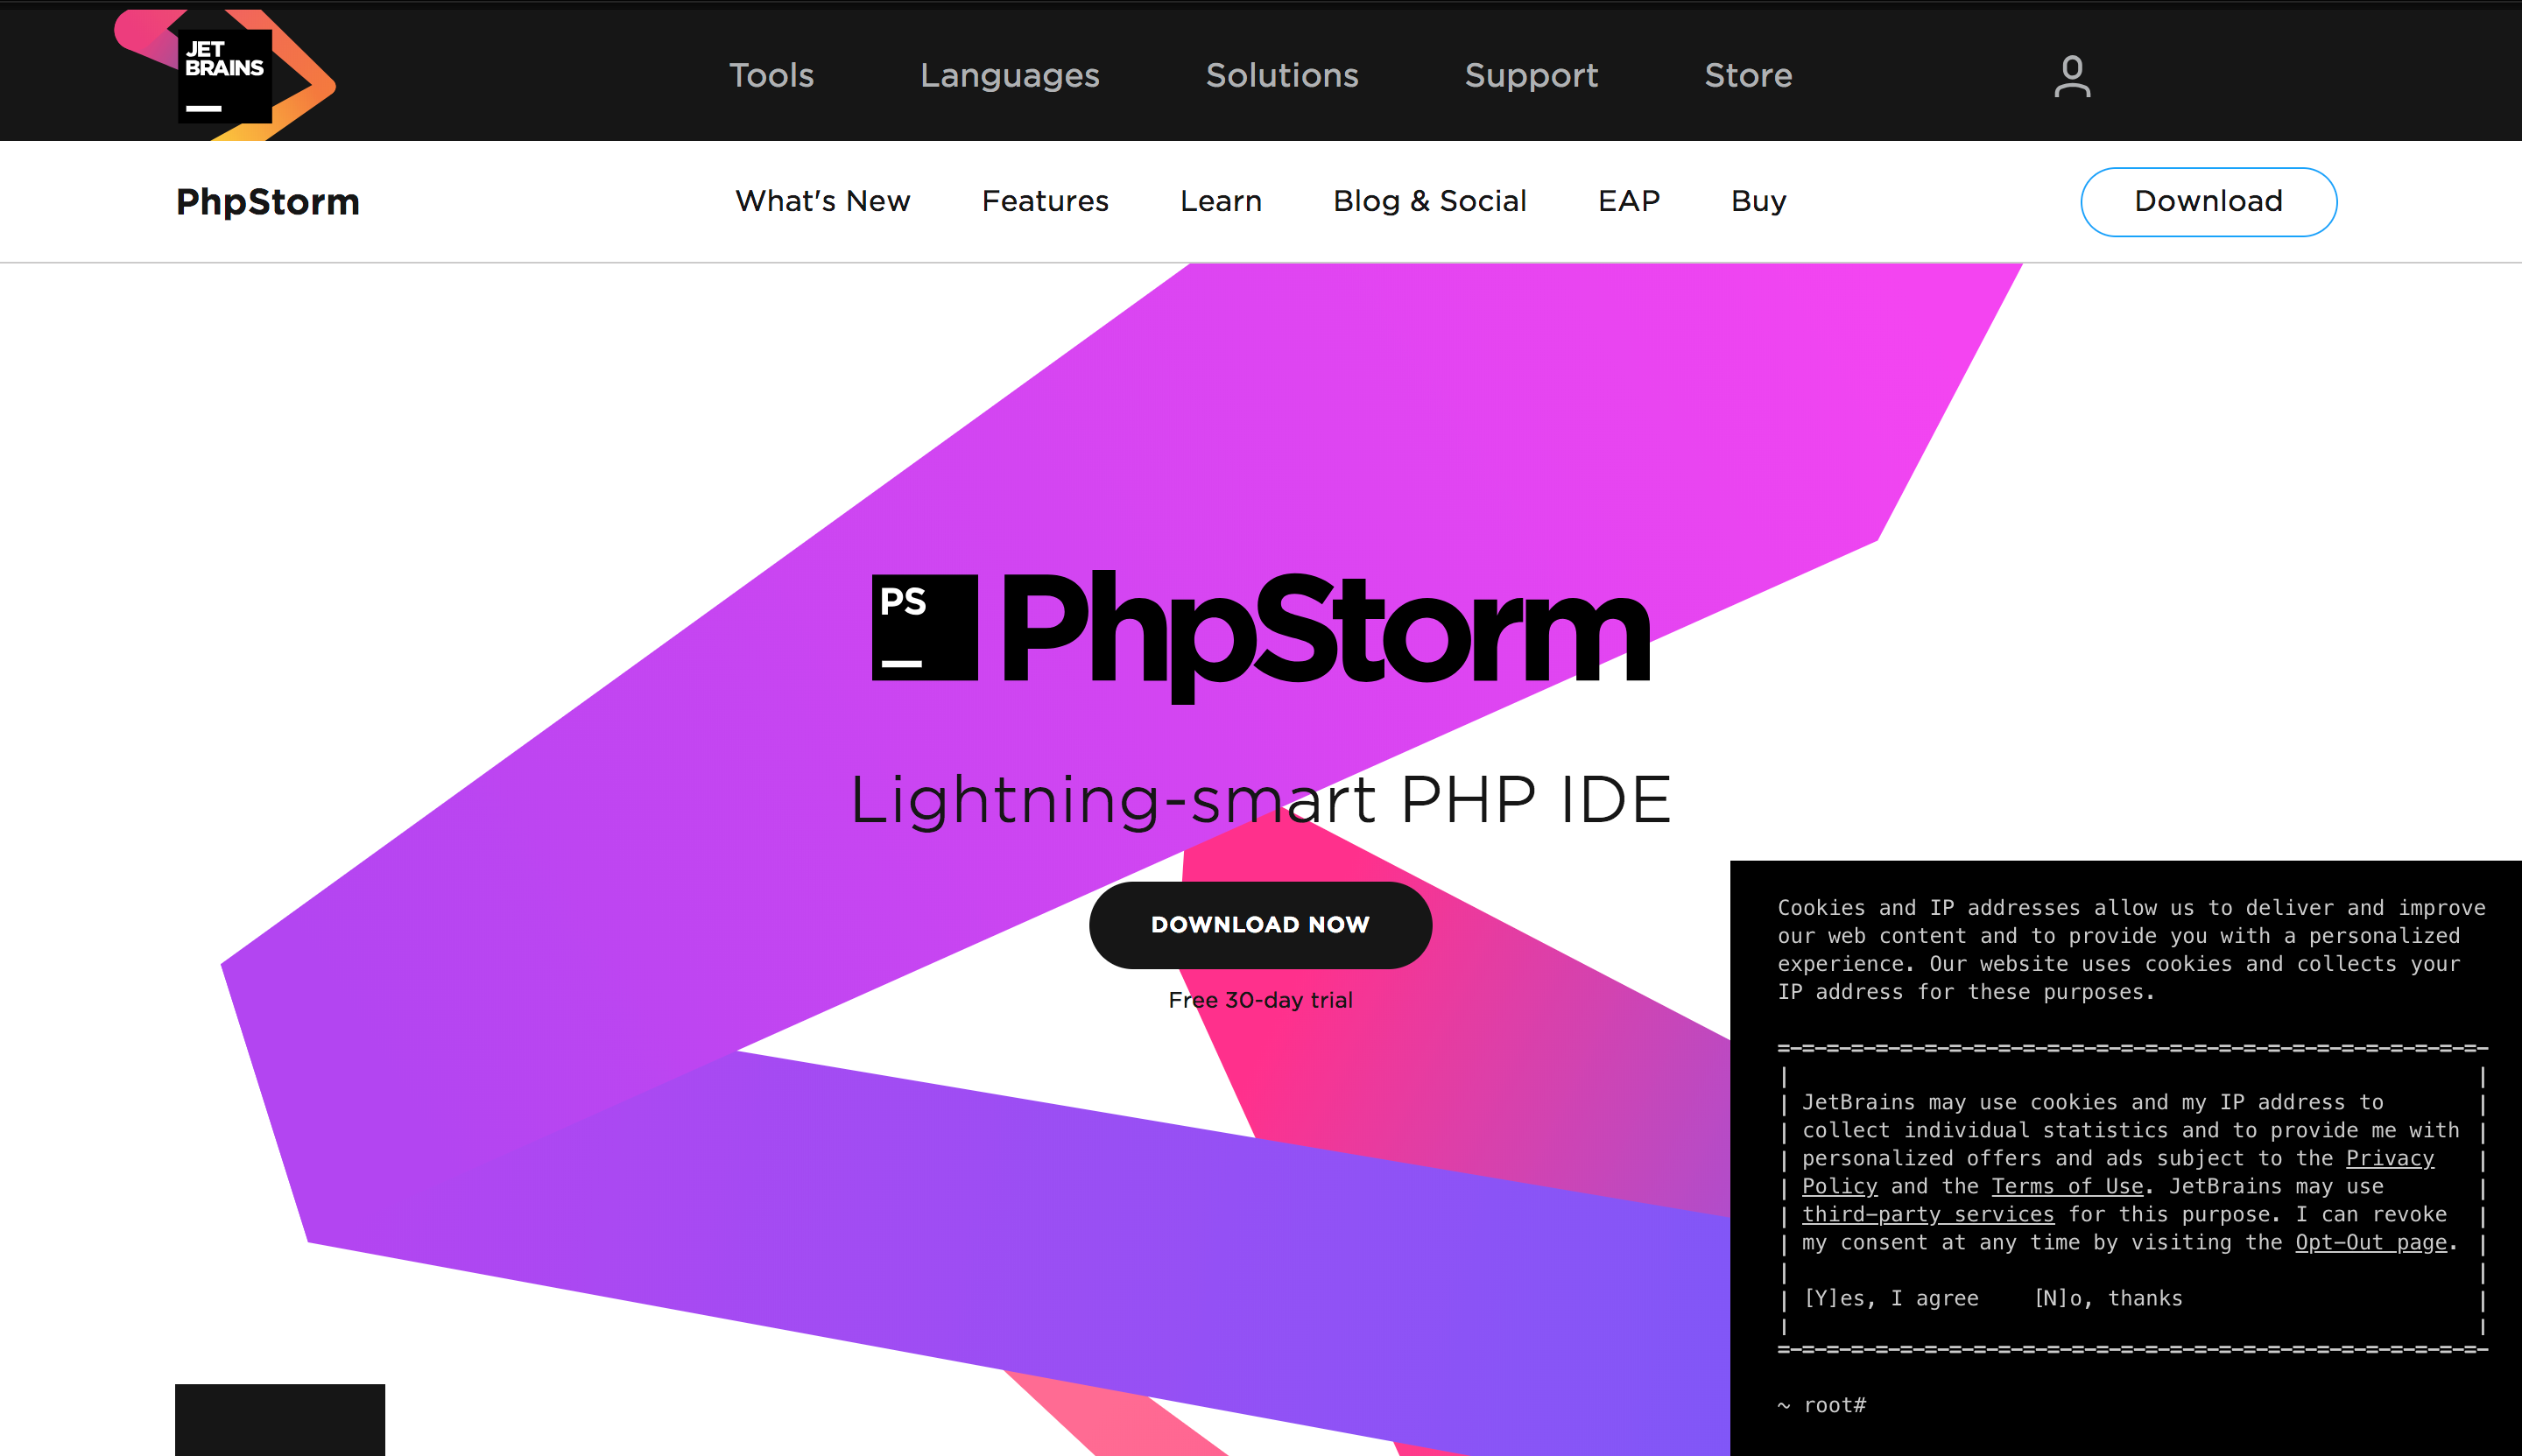 JET
BRAINS
Tools Languages Solutions Support Store
PhpStorm What's New Features Learn Blog & Social EAP Buy Download
PS
PhpStorm
Lightning-smart PHP IDE
DOWNLOAD NOW
Free 30-day trial
Cookies and IP addresses allow us to deliver and improve
our web content and to provide you with a personalized
experience. Our website uses cookies and collects your
IP address for these purposes.
JetBrains may use cookies and my IP address to
collect individual statistics and to provide me with
personalized offers and ads subject to the Privacy
Policy and the Terms of Use. JetBrains may use
third-party services for this purpose. I can revoke
my consent at any time by visiting the Opt-Out page.
[Y]es, I agree [N]o, thanks
~ root#